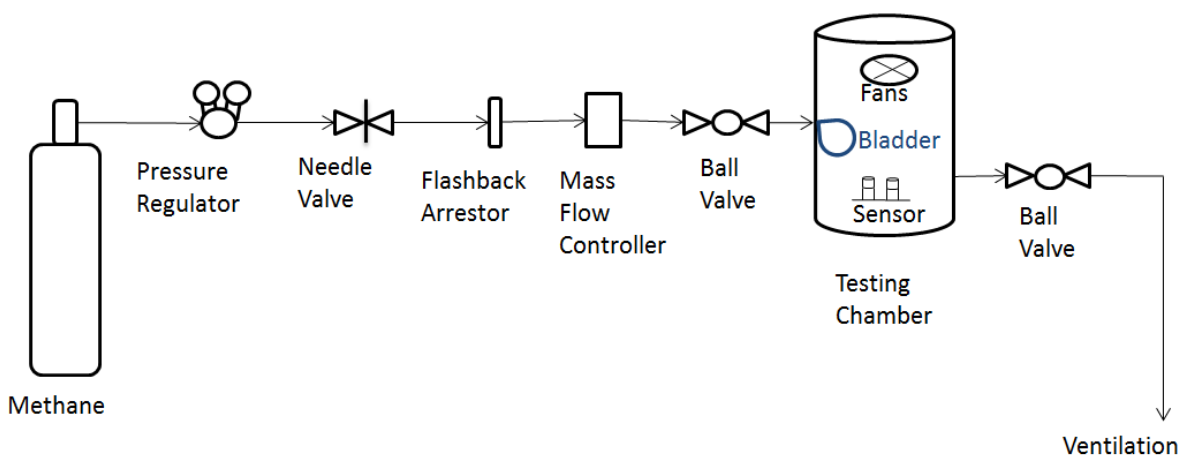 Fans
Bladder
Sensor
Pressure
Regulator
Needle
Valve
Flashback
Arrestor
Mass
Flow
Controller
Ball
Valve
Ball
Valve
Testing
Chamber
Methane
Ventilation